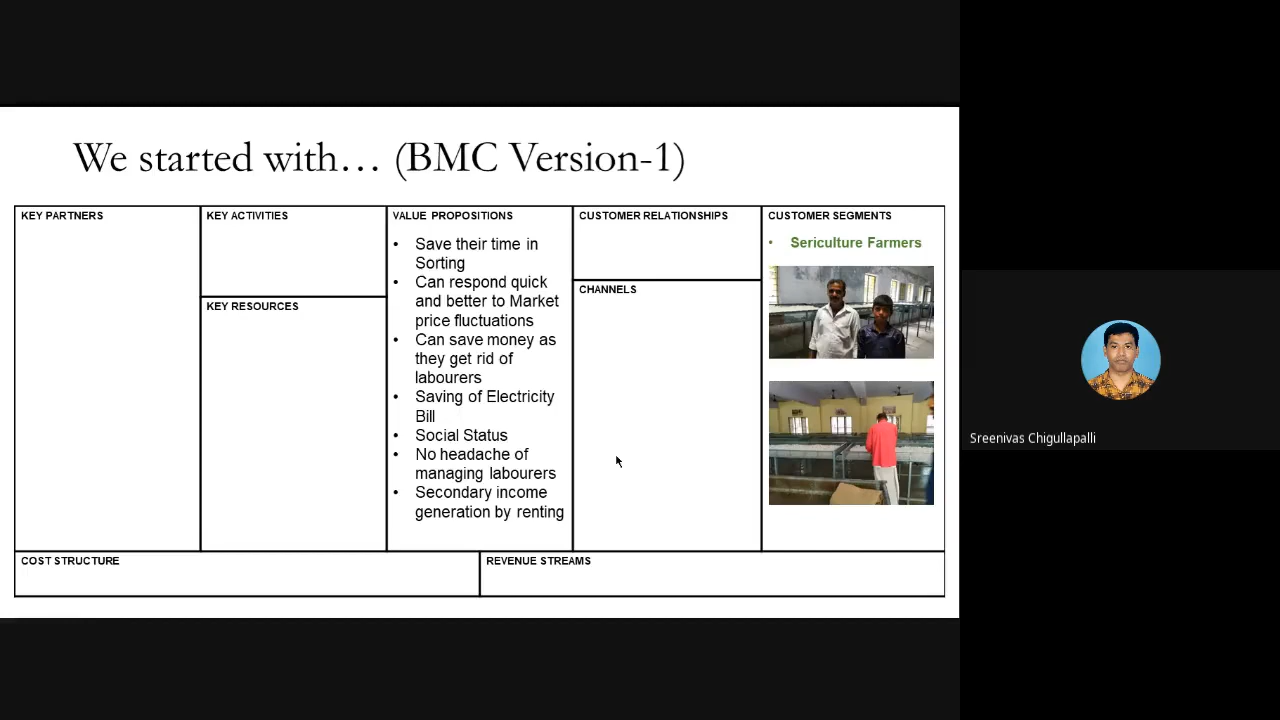 We started with… (BMC Version-1)
KEY PARTNERS
KEY ACTIVITIES
KEY RESOURCES
VALUE PROPOSITIONS
• Save their time in
Sorting
• Can respond quick
and better to Market
price fluctuations
• Can save money as
they get rid of
labourers
• Saving of Electricity
Bill
• Social Status
• No headache of
managing labourers
• Secondary income
generation by renting
CUSTOMER RELATIONSHIPS
CHANNELS
CUSTOMER SEGMENTS
• Sericulture Farmers
COST STRUCTURE
REVENUE STREAMS
Sreenivas Chigullapalli